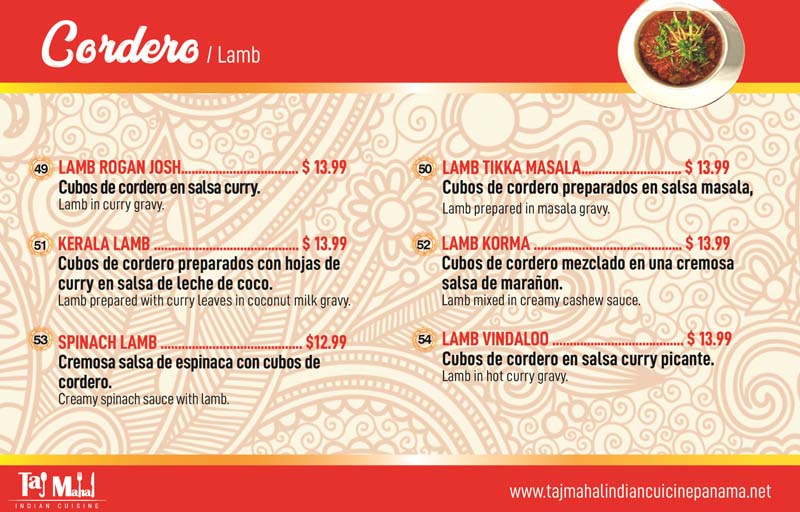 Cordero / Lamb
49 LAMB ROGAN JOSH................................. $ 13.99
Cubos de cordero en salsa curry.
Lamb in curry gravy.
50 LAMB TIKKA MASALA............................ $ 13.99
Cubos de cordero preparados en salsa masala,
Lamb prepared in masala gravy.
51 KERALA LAMB ........................................ $ 13.99
Cubos de cordero preparados con hojas de
curry en salsa de leche de coco.
Lamb prepared with curry leaves in coconut milk gravy.
52 LAMB KORMA ......................................... $ 13.99
Cubos de cordero mezclado en una cremosa
salsa de marañon.
Lamb mixed in creamy cashew sauce.
53 SPINACH LAMB ....................................... $12.99
Cremosa salsa de espinaca con cubos de
cordero.
Creamy spinach sauce with lamb.
54 LAMB VINDALOO .................................... $ 13.99
Cubos de cordero en salsa curry picante.
Lamb in hot curry gravy.
Taj Mahal
INDIAN CUISINE
www.tajmahalindiancuicinepanama.net